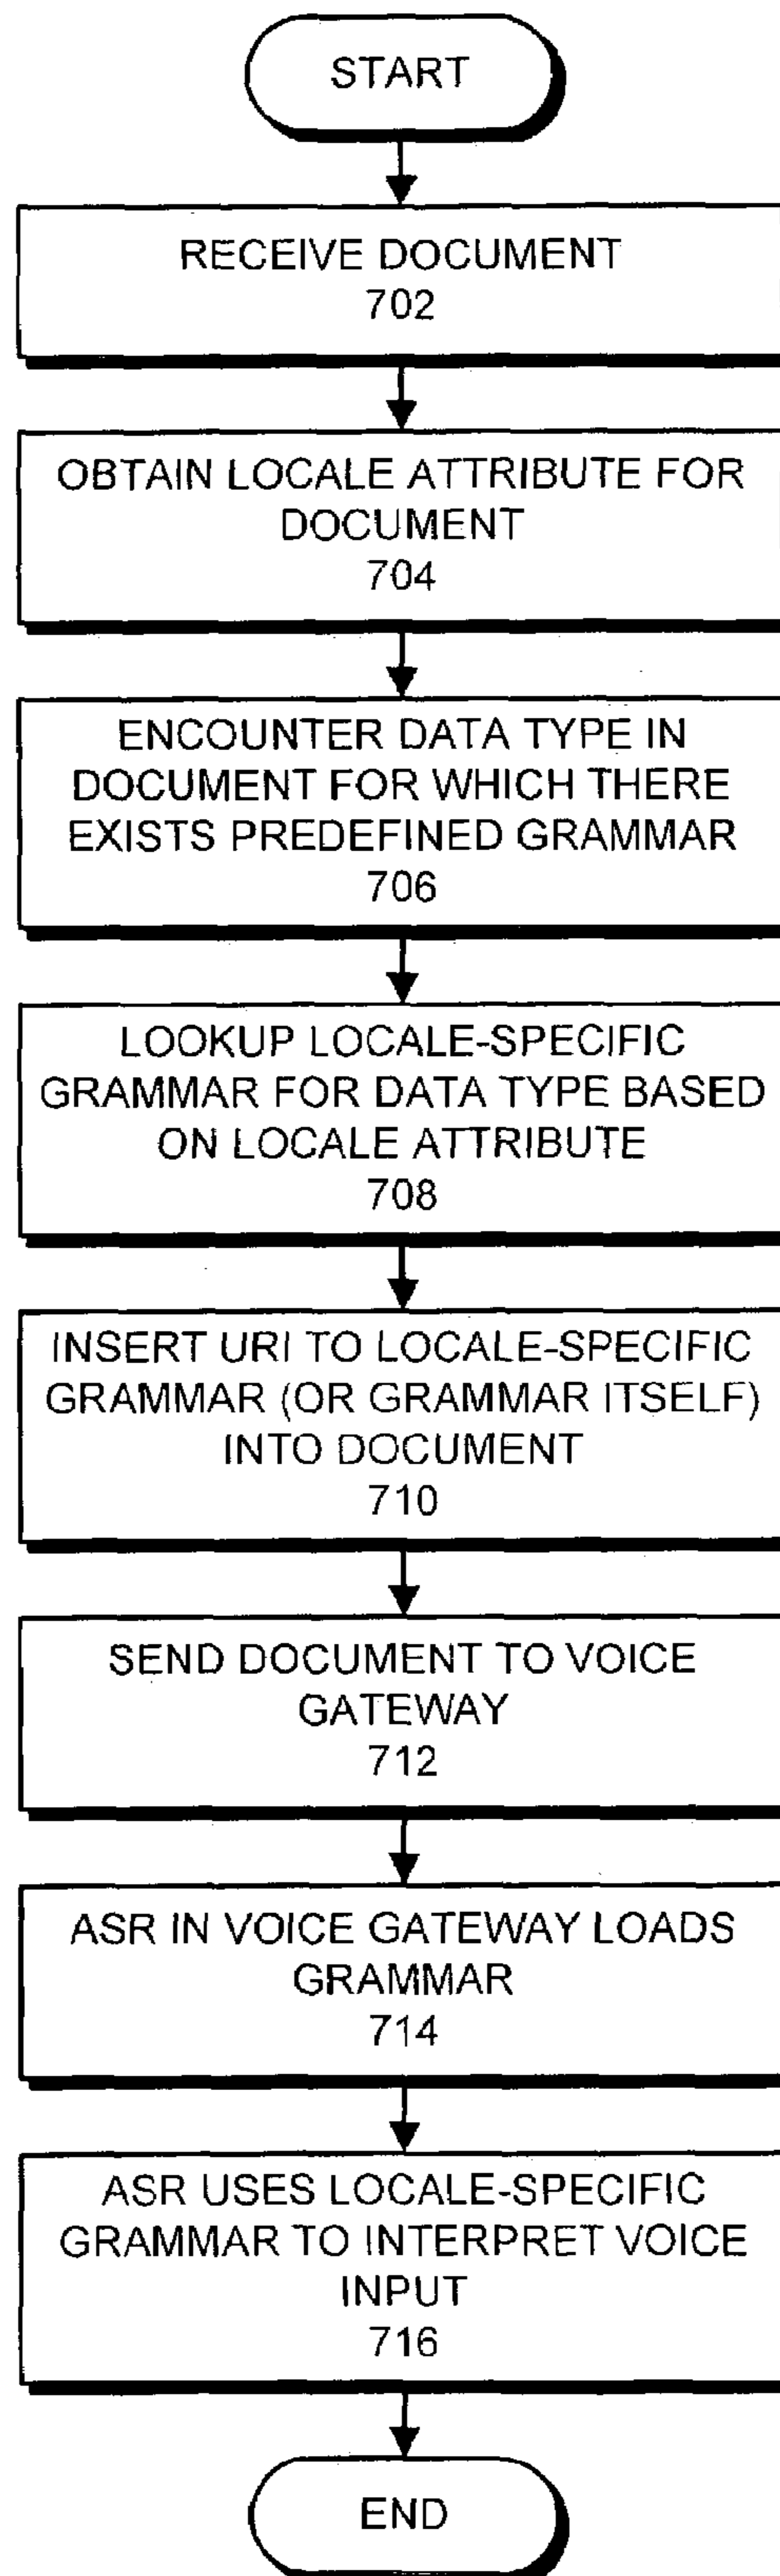 START
RECEIVE DOCUMENT
702
OBTAIN LOCALE ATTRIBUTE FOR
DOCUMENT
704
ENCOUNTER DATA TYPE IN
DOCUMENT FOR WHICH THERE
EXISTS PREDEFINED GRAMMAR
706
LOOKUP LOCALE-SPECIFIC
GRAMMAR FOR DATA TYPE BASED
ON LOCALE ATTRIBUTE
708
INSERT URI TO LOCALE-SPECIFIC
GRAMMAR (OR GRAMMAR ITSELF)
INTO DOCUMENT
710
SEND DOCUMENT TO VOICE
GATEWAY
712
ASR IN VOICE GATEWAY LOADS
GRAMMAR
714
ASR USES LOCALE-SPECIFIC
GRAMMAR TO INTERPRET VOICE
INPUT
716
END